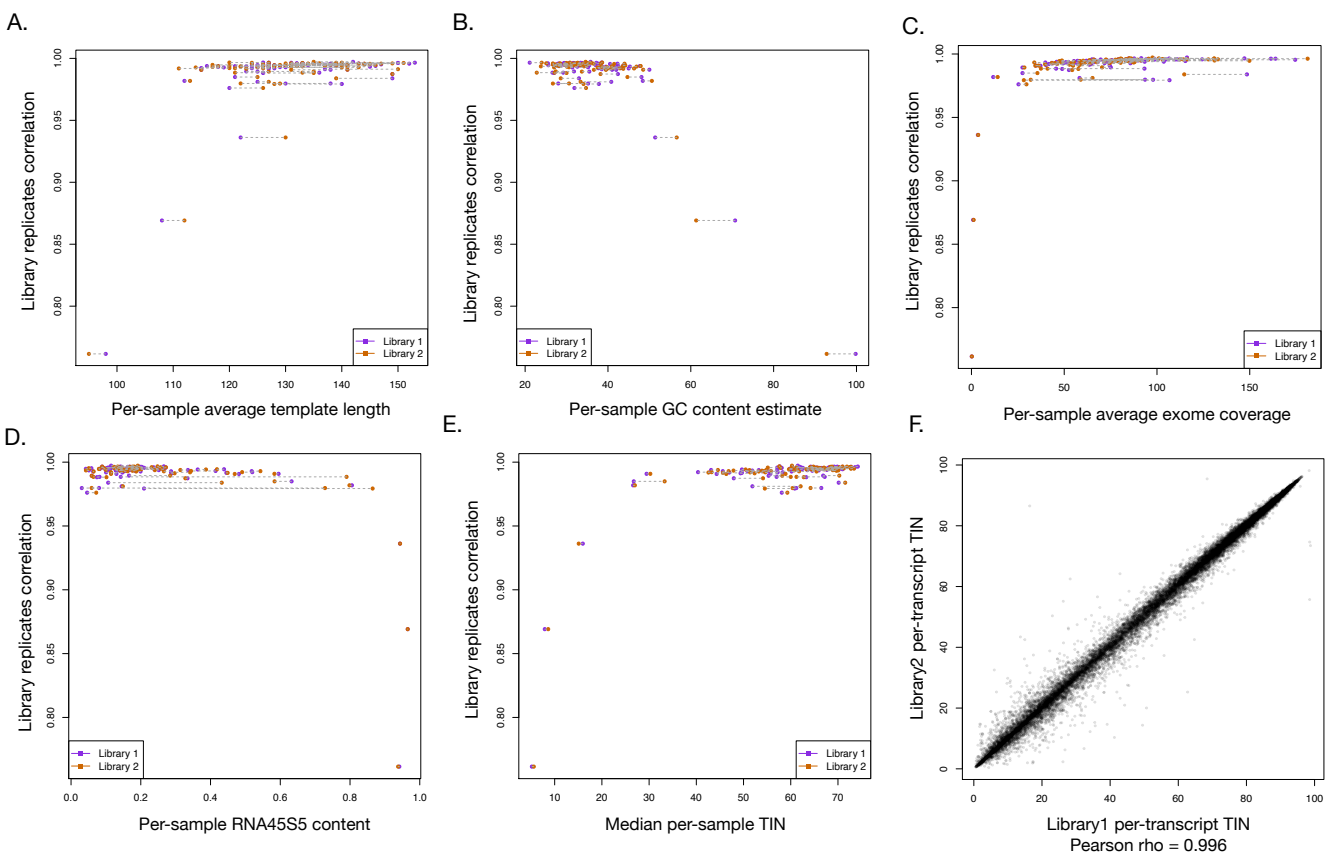 A.
Library replicates correlation
1.00
0.95
0.90
0.85
0.80
100
110
120
130
140
150
Library 1
Library 2
Per-sample average template length
B.
Library replicates correlation
1.00
0.95
0.90
0.85
0.80
20
40
60
80
100
Library 1
Library 2
Per-sample GC content estimate
C.
Library replicates correlation
1.00
0.95
0.90
0.85
0.80
0
50
100
150
Library 1
Library 2
Per-sample average exome coverage
D.
Library replicates correlation
1.00
0.95
0.90
0.85
0.80
0.0
0.2
0.4
0.6
0.8
1.0
Library 1
Library 2
Per-sample RNA45S5 content
E.
Library replicates correlation
1.00
0.95
0.90
0.85
0.80
10
20
30
40
50
60
70
Library 1
Library 2
Median per-sample TIN
F.
Library2 per-transcript TIN
100
80
60
40
20
0
0
20
40
60
80
100
Library1 per-transcript TIN
Pearson rho = 0.996